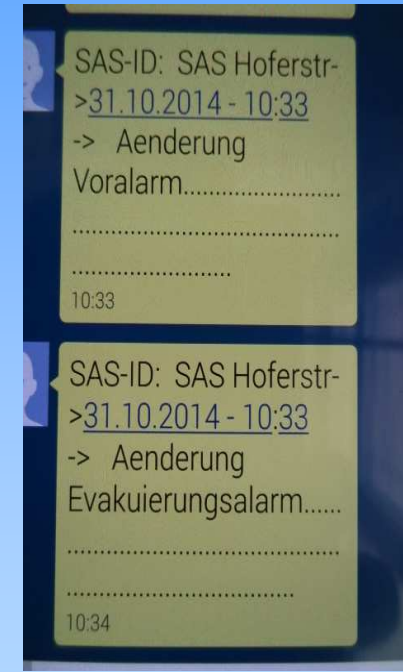 SAS-ID: SAS Hoferstr-
>31.10.2014 - 10:33
-> Aenderung
Voralarm.......................
.......................................
.......................
10:33
SAS-ID: SAS Hoferstr-
>31.10.2014 - 10:33
-> Aenderung
Evakuierungsalarm......
........................................
.................................
10:34